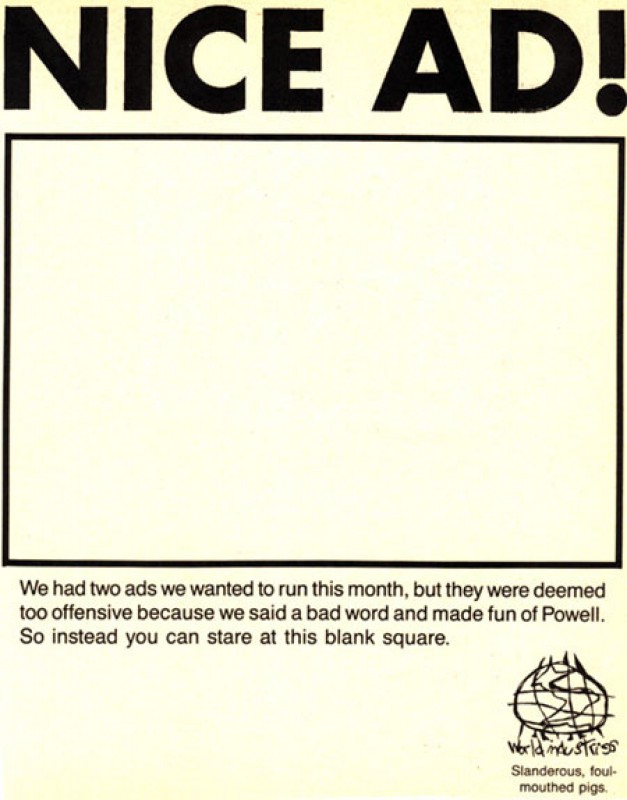 NICE AD!
We had two ads we wanted to run this month, but they were deemed
too offensive because we said a bad word and made fun of Powell.
So instead you can stare at this blank square.
World industries
Slanderous, foul-
mouthed pigs.